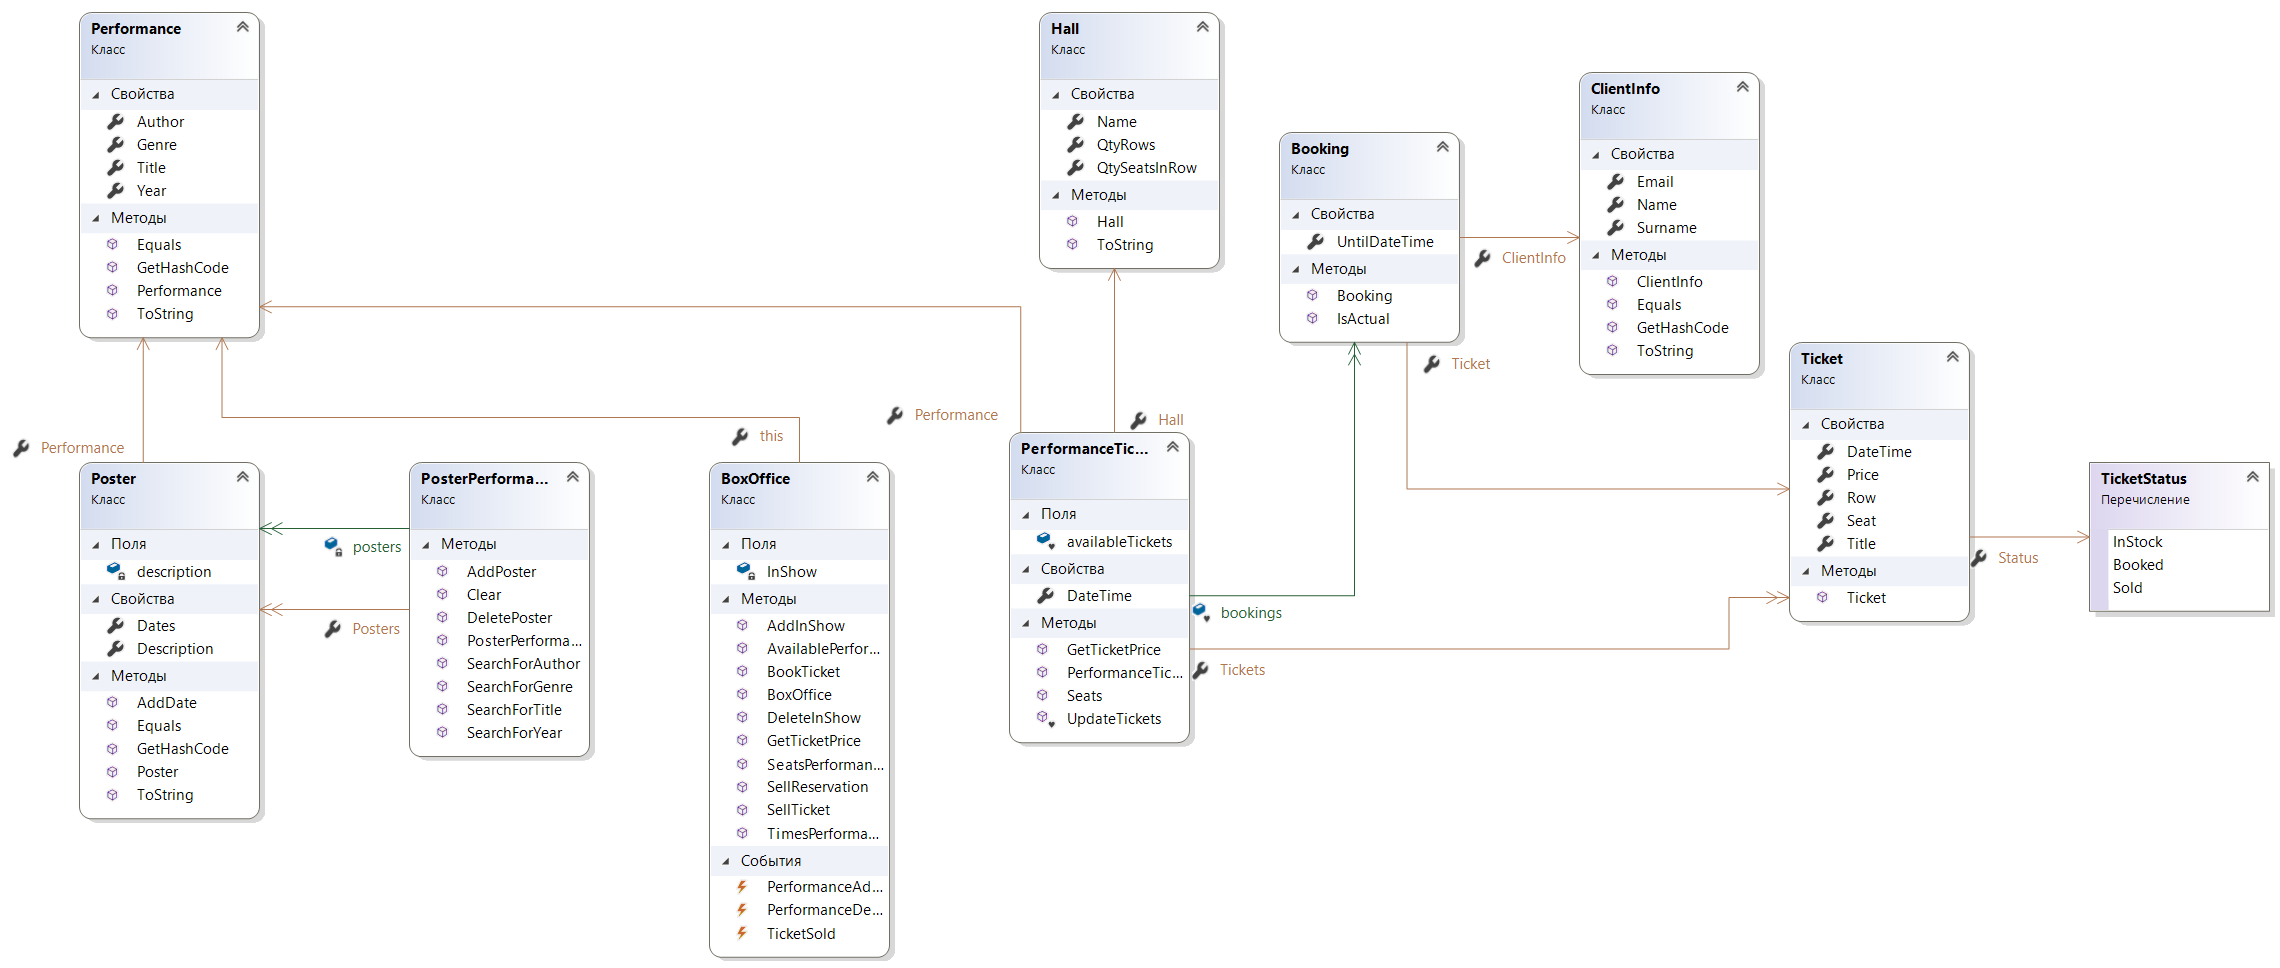 Performance
Класс
Свойства
Author
Genre
Title
Year
Методы
Equals
GetHashCode
Performance
ToString
Hall
Класс
Свойства
Name
QtyRows
QtySeatsInRow
Методы
Hall
ToString
Booking
Класс
Свойства
UntilDateTime
Методы
Booking
IsActual
ClientInfo
ClientInfo
Класс
Свойства
Email
Name
Surname
Методы
ClientInfo
Equals
GetHashCode
ToString
Ticket
Performance
this
Performance
Hall
Poster
Класс
Поля
description
Свойства
Dates
Description
Методы
AddDate
Equals
GetHashCode
Poster
ToString
posters
Posters
PosterPerforma...
Класс
Методы
AddPoster
Clear
DeletePoster
PosterPerforma...
SearchForAuthor
SearchForGenre
SearchForTitle
SearchForYear
BoxOffice
Класс
Поля
InShow
Методы
AddInShow
AvailablePerfor...
BookTicket
BoxOffice
DeleteInShow
GetTicketPrice
SeatsPerforman...
SellReservation
SellTicket
TimesPerforma...
События
PerformanceAd...
PerformanceDe...
TicketSold
PerformanceTic...
Класс
Поля
availableTickets
Свойства
DateTime
Методы
GetTicketPrice
PerformanceTic...
Seats
UpdateTickets
bookings
Tickets
Ticket
Класс
Свойства
DateTime
Price
Row
Seat
Title
Методы
Ticket
Status
TicketStatus
Перечисление
InStock
Booked
Sold